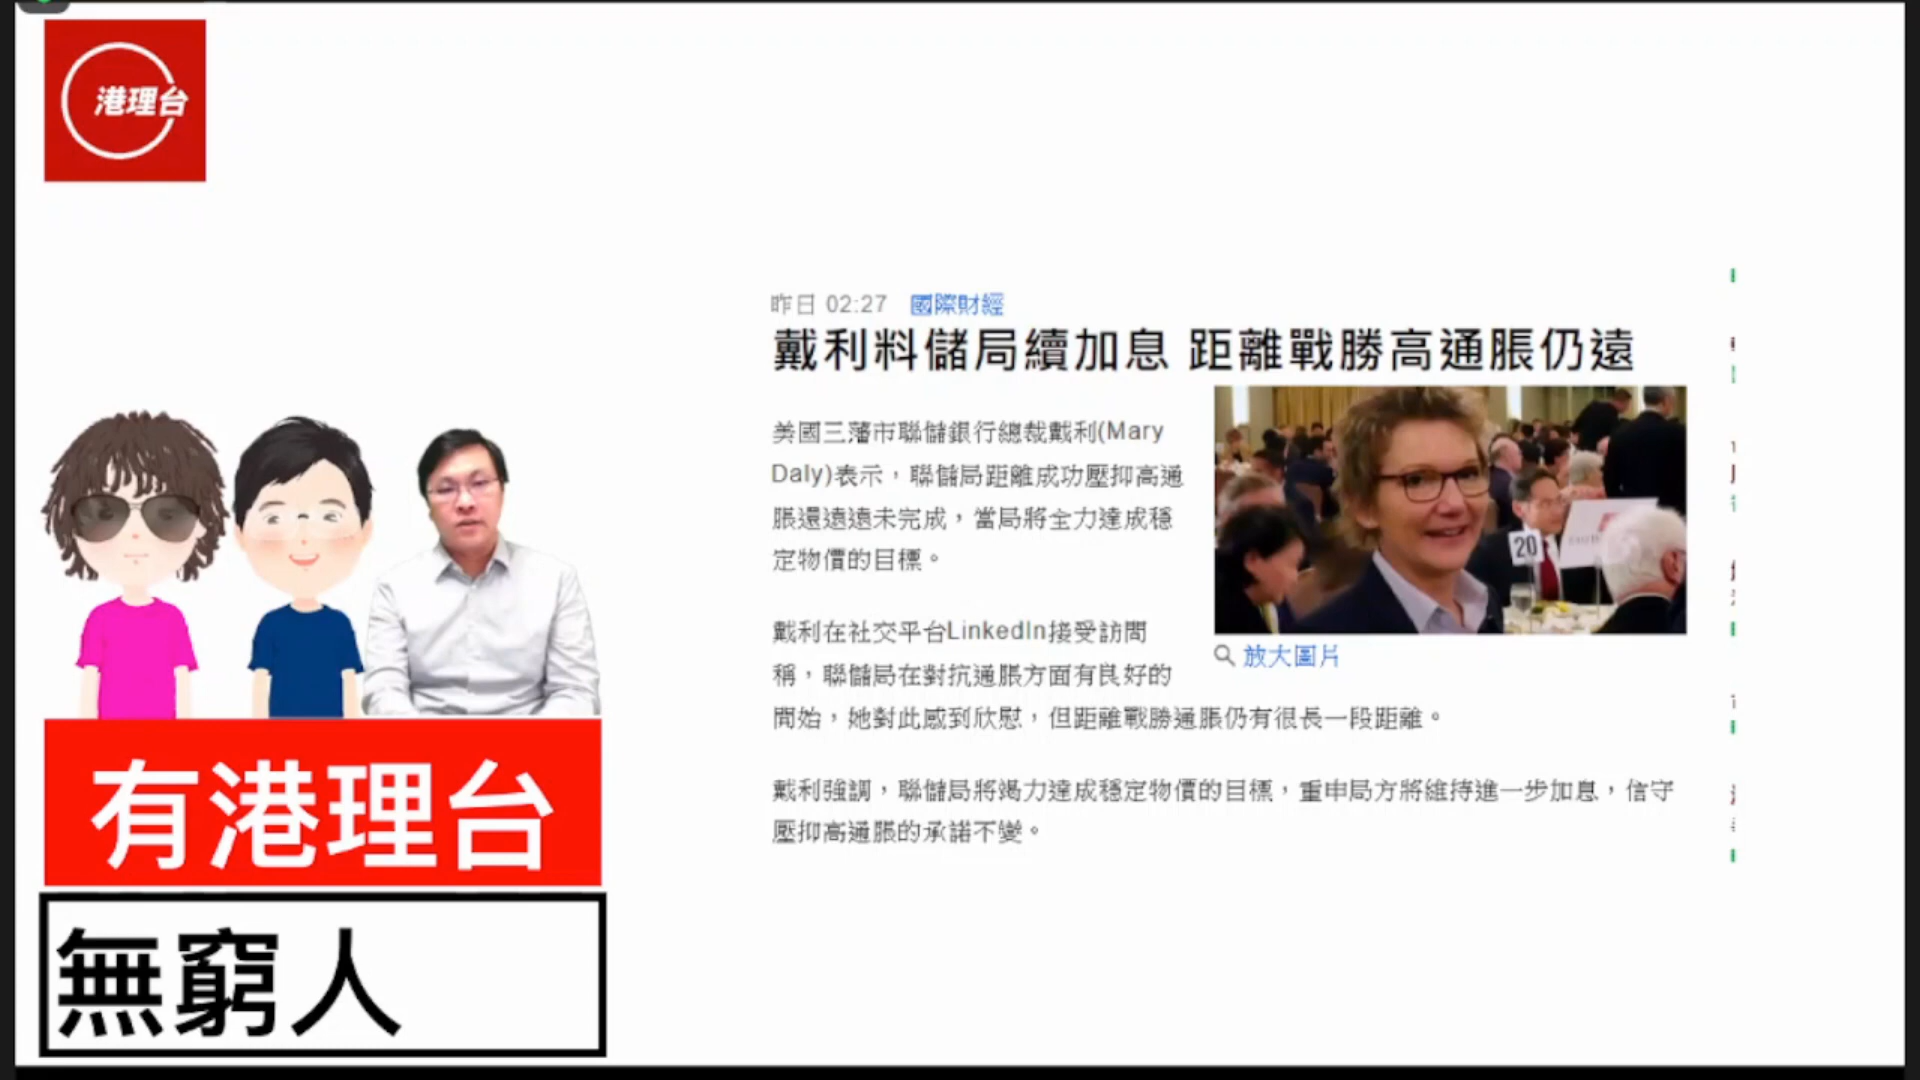 港理台
昨日 02:27 國際財經
戴利料儲局續加息 距離戰勝高通脹仍遠
美國三藩市聯儲銀行總裁戴利(Mary
Daly)表示，聯儲局距離成功壓抑高通
脹還遠遠未完成，當局將全力達成穩
定物價的目標。
20
放大圖片
戴利在社交平台LinkedIn接受訪問
稱，聯儲局在對抗通脹方面有良好的
開始，她對此感到欣慰，但距離戰勝通脹仍有很長一段距離。
戴利強調，聯儲局將竭力達成穩定物價的目標，重申局方將維持進一步加息，信守
壓抑高通脹的承諾不變。
有港理台
無窮人